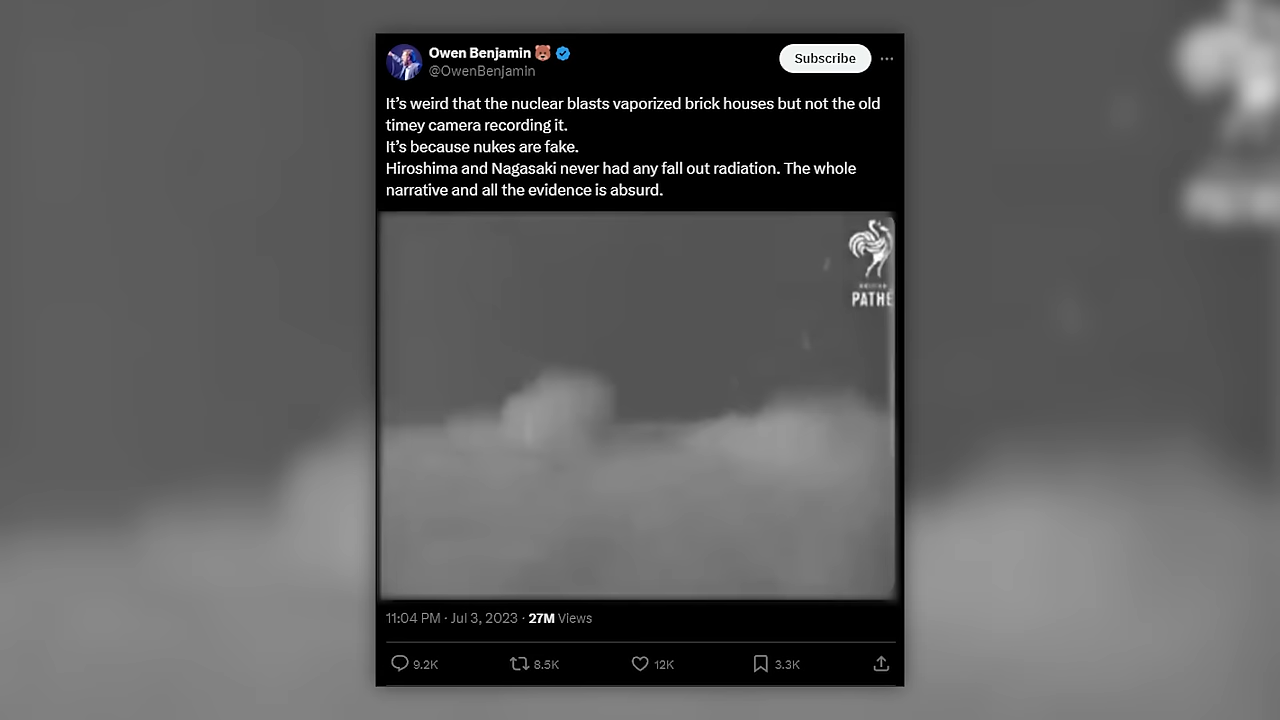 Owen Benjamin 🐻
@OwenBenjamin
Subscribe
It’s weird that the nuclear blasts vaporized brick houses but not the old
timey camera recording it.
It’s because nukes are fake.
Hiroshima and Nagasaki never had any fall out radiation. The whole
narrative and all the evidence is absurd.
PATHE
11:04 PM · Jul 3, 2023 · 27M Views
9.2K
8.5K
12K
3.3K